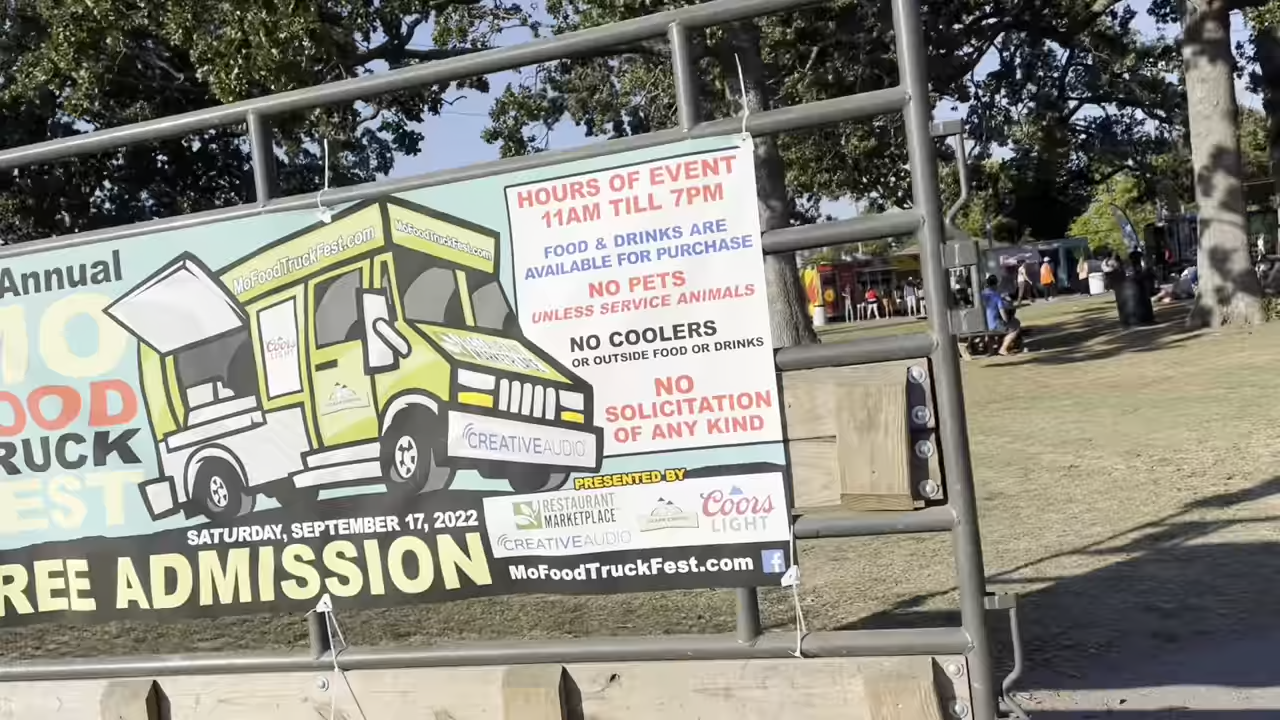 Annual
MO
OOD
RUCK
EST
MoFoodTruckFest.com
MoFoodTruckFest.com
Coors
LIGHT
CREATIVEAUDIO
SATURDAY, SEPTEMBER 17, 2022
REE ADMISSION
HOURS OF EVENT
11AM TILL 7PM
FOOD & DRINKS ARE
AVAILABLE FOR PURCHASE
NO PETS
UNLESS SERVICE ANIMALS
NO COOLERS
OR OUTSIDE FOOD OR DRINKS
NO
SOLICITATION
OF ANY KIND
PRESENTED BY
RESTAURANT
MARKETPLACE
Coors
LIGHT
CREATIVEAUDIO
MoFoodTruckFest.com f